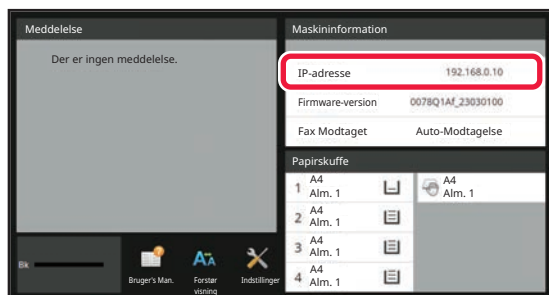 Meddelelse
Der er ingen meddelelse.
Maskininformation
IP-adresse 192.168.0.10
Firmware-version 0078Q1Af_23030100
Fax Modtaget Auto-Modtagelse
Papirskuffe
1 A4
Alm. 1
A4
Alm. 1
2 A4
Alm. 1
3 A4
Alm. 1
4 A4
Alm. 1
Bk
Bruger's Man.
Forstør
visning
Indstillinger